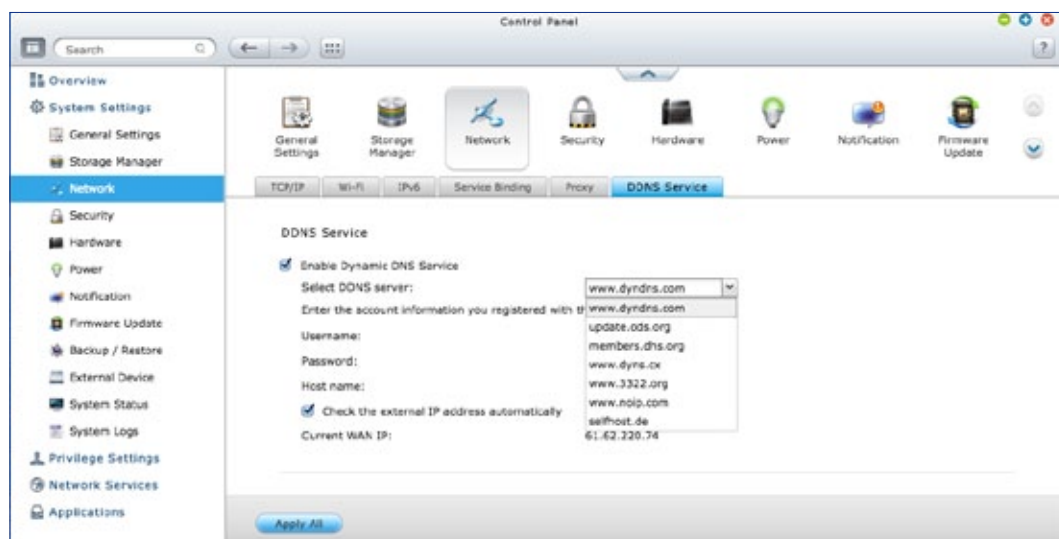 Control Panel
Search
?
Overview
System Settings
General Settings
Storage Manager
Network
Security
Hardware
Power
Notification
Firmware Update
Backup / Restore
External Device
System Status
System Logs
Privilege Settings
Network Services
Applications
General Settings
Storage Manager
Network
Security
Hardware
Power
Notification
Firmware Update
TCP/IP
Wi-Fi
IPv6
Service Binding
Proxy
DDNS Service
DDNS Service
Enable Dynamic DNS Service
Select DDNS server:
www.dyndns.com
Enter the account information you registered with th
www.dyndns.com
update.ods.org
members.dhs.org
www.dyns.cx
www.3322.org
www.noip.com
selfhost.de
Username:
Password:
Host name:
Check the external IP address automatically
Current WAN IP:
61.62.220.74
Apply All